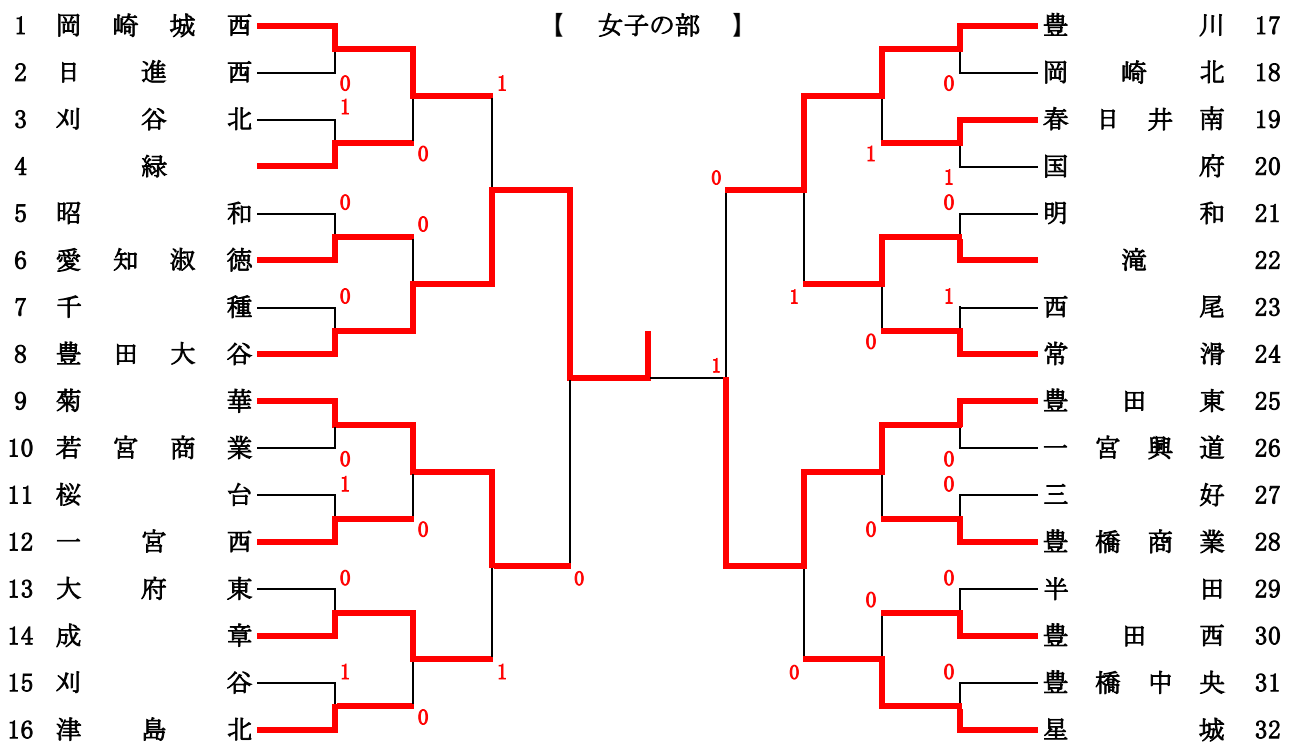 【 女子の部 】
1 岡崎城西
2 日進西
0
1
3 刈谷北
4 緑
0
1
5 昭和
0
0
6 愛知淑徳
7 千種
0
8 豊田大谷
9 菊華
10 若宮商業
0
1
11 桜台
12 一宮西
0
13 大府東
0
0
14 成章
15 刈谷
1
1
16 津島北
0
豊川 17
岡崎北 18
0
春日井南 19
1
国府 20
1
0
0
明和 21
滝 22
1
西尾 23
1
常滑 24
0
1
豊田東 25
一宮興道 26
0
0
三好 27
豊橋商業 28
0
半田 29
0
0
豊田西 30
豊橋中央 31
0
0
星城 32